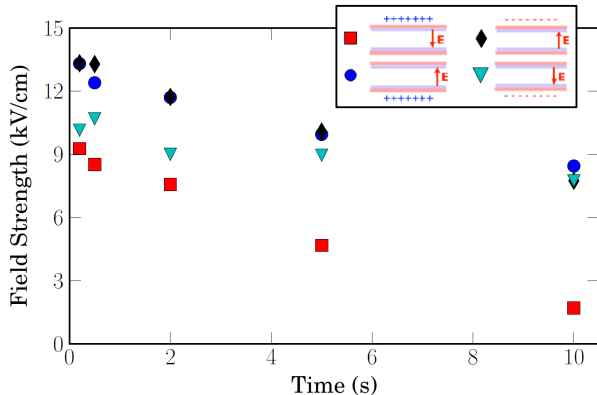 15
12
9
6
3
0
0
2
4
6
8
10
Field Strength (kV/cm)
Time (s)
+++++++
E
- - - - - - - -
E
E
+++++++
E
- - - - - - - -